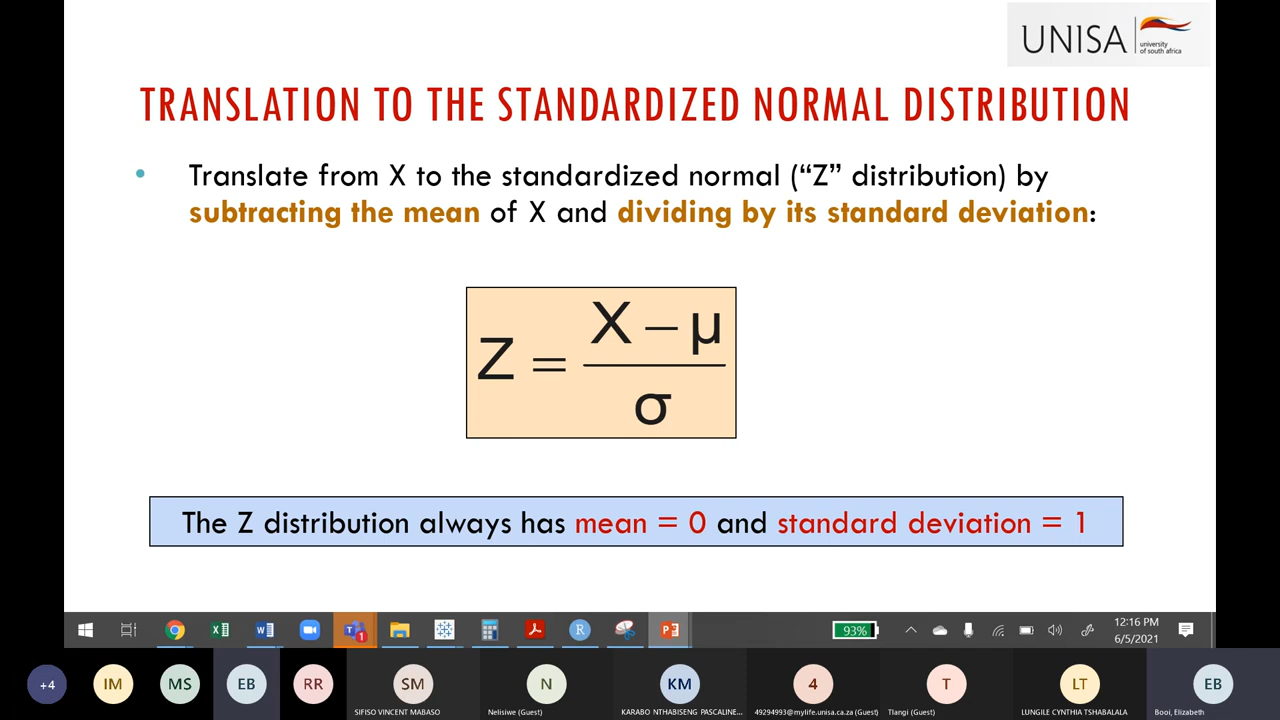 UNISA
university
of south africa
TRANSLATION TO THE STANDARDIZED NORMAL DISTRIBUTION
• Translate from X to the standardized normal (“Z” distribution) by
subtracting the mean of X and dividing by its standard deviation:
Z = (X − μ) / σ
The Z distribution always has mean = 0 and standard deviation = 1
93%
12:16 PM
6/5/2021
+4
IM
MS
EB
RR
SM
SIFISO VINCENT MABASO
N
Nelisiwe (Guest)
KM
KARABO NTHABISENG PASCALINE...
4
49294993@mylife.unisa.ac.za (Guest)
T
Tlangi (Guest)
LT
LUNGILE CYNTHIA TSHABALALA
EB
Booi, Elizabeth